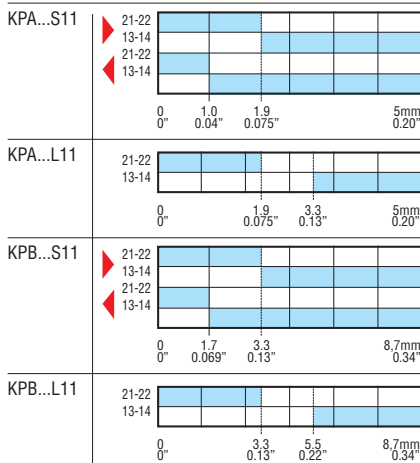 KPA...S11
21-22
13-14
21-22
13-14
0 1.0 1.9 5mm
0” 0.04” 0.075” 0.20”
KPA...L11
21-22
13-14
0 1.9 3.3 5mm
0” 0.075” 0.13” 0.20”
KPB...S11
21-22
13-14
21-22
13-14
0 1.7 3.3 8,7mm
0” 0.069” 0.13” 0.34”
KPB...L11
21-22
13-14
0 3.3 5.5 8,7mm
0” 0.13” 0.22” 0.34”